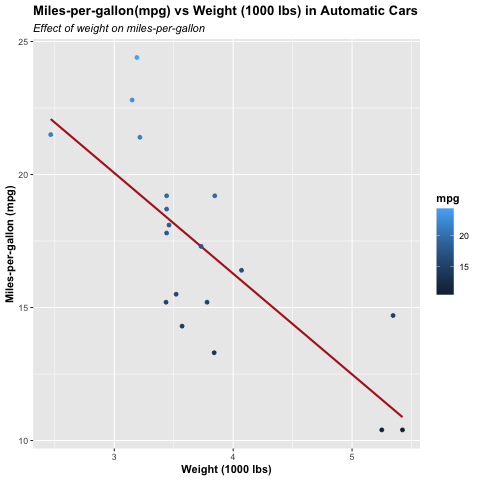 Miles-per-gallon(mpg) vs Weight (1000 lbs) in Automatic Cars
Effect of weight on miles-per-gallon
25
20
15
10
Miles-per-gallon (mpg)
3
4
5
Weight (1000 lbs)
mpg
20
15